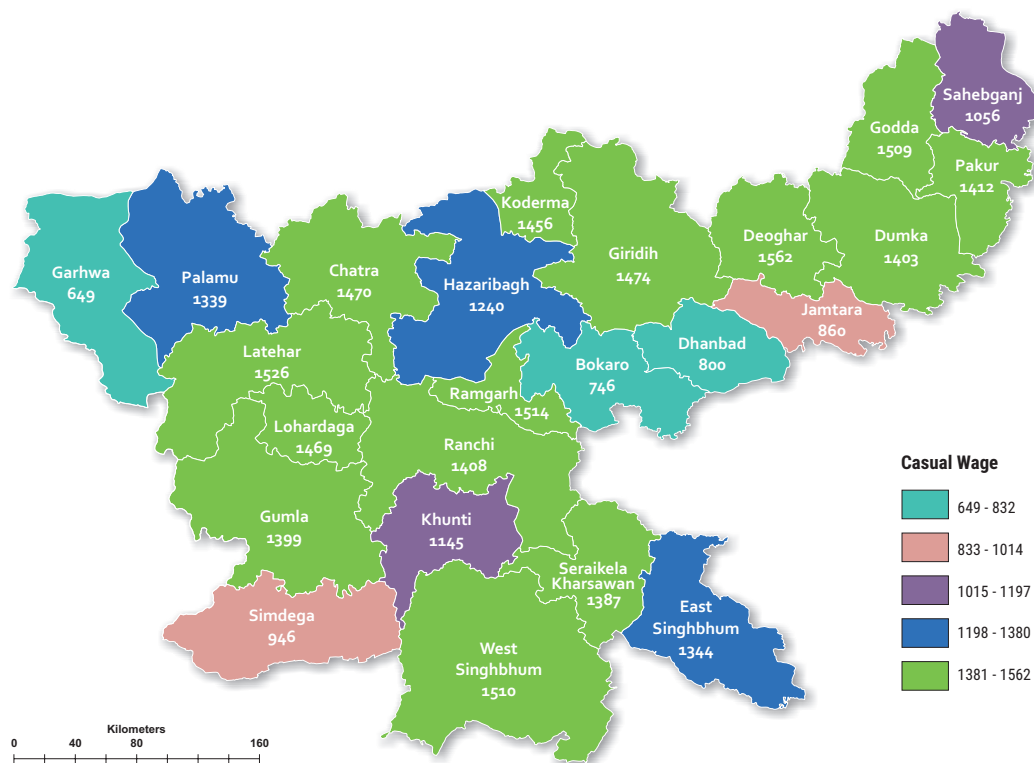 Sahebganj
1056
Godda
1509
Pakur
1412
Koderma
1456
Deoghar
1562
Dumka
1403
Giridih
1474
Garhwa
649
Palamu
1339
Chatra
1470
Hazaribagh
1240
Jamtara
860
Dhanbad
800
Bokaro
746
Latehar
1526
Ramgarh
1514
Lohardaga
1469
Ranchi
1408
Gumla
1399
Khunti
1145
Seraikela
Kharsawan
1387
Simdega
946
East
Singhbhum
1344
West
Singhbhum
1510
Casual Wage
649 - 832
833 - 1014
1015 - 1197
1198 - 1380
1381 - 1562
Kilometers
0 40 80 160